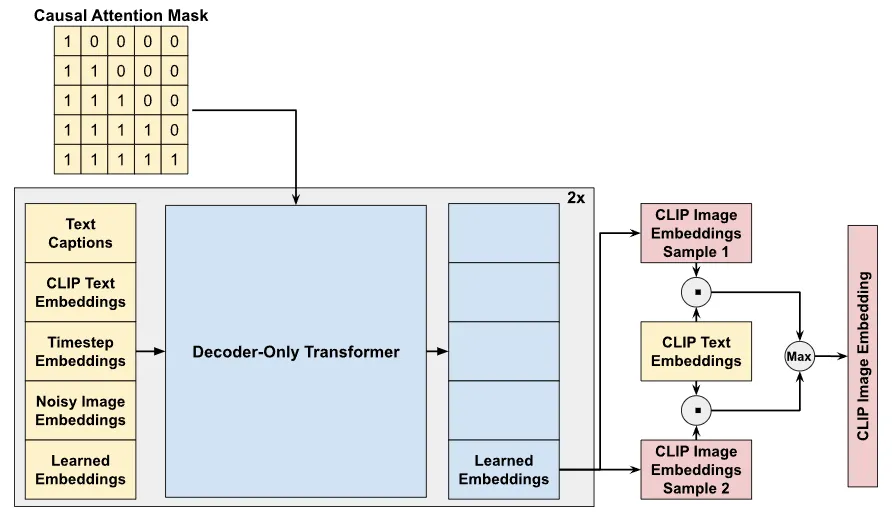 Causal Attention Mask
1 0 0 0 0
1 1 0 0 0
1 1 1 0 0
1 1 1 1 0
1 1 1 1 1
2x
Text
Captions
CLIP Text
Embeddings
Timestep
Embeddings
Noisy Image
Embeddings
Learned
Embeddings
Decoder-Only Transformer
Learned
Embeddings
CLIP Image
Embeddings
Sample 1
CLIP Text
Embeddings
CLIP Image
Embeddings
Sample 2
Max
CLIP Image Embedding